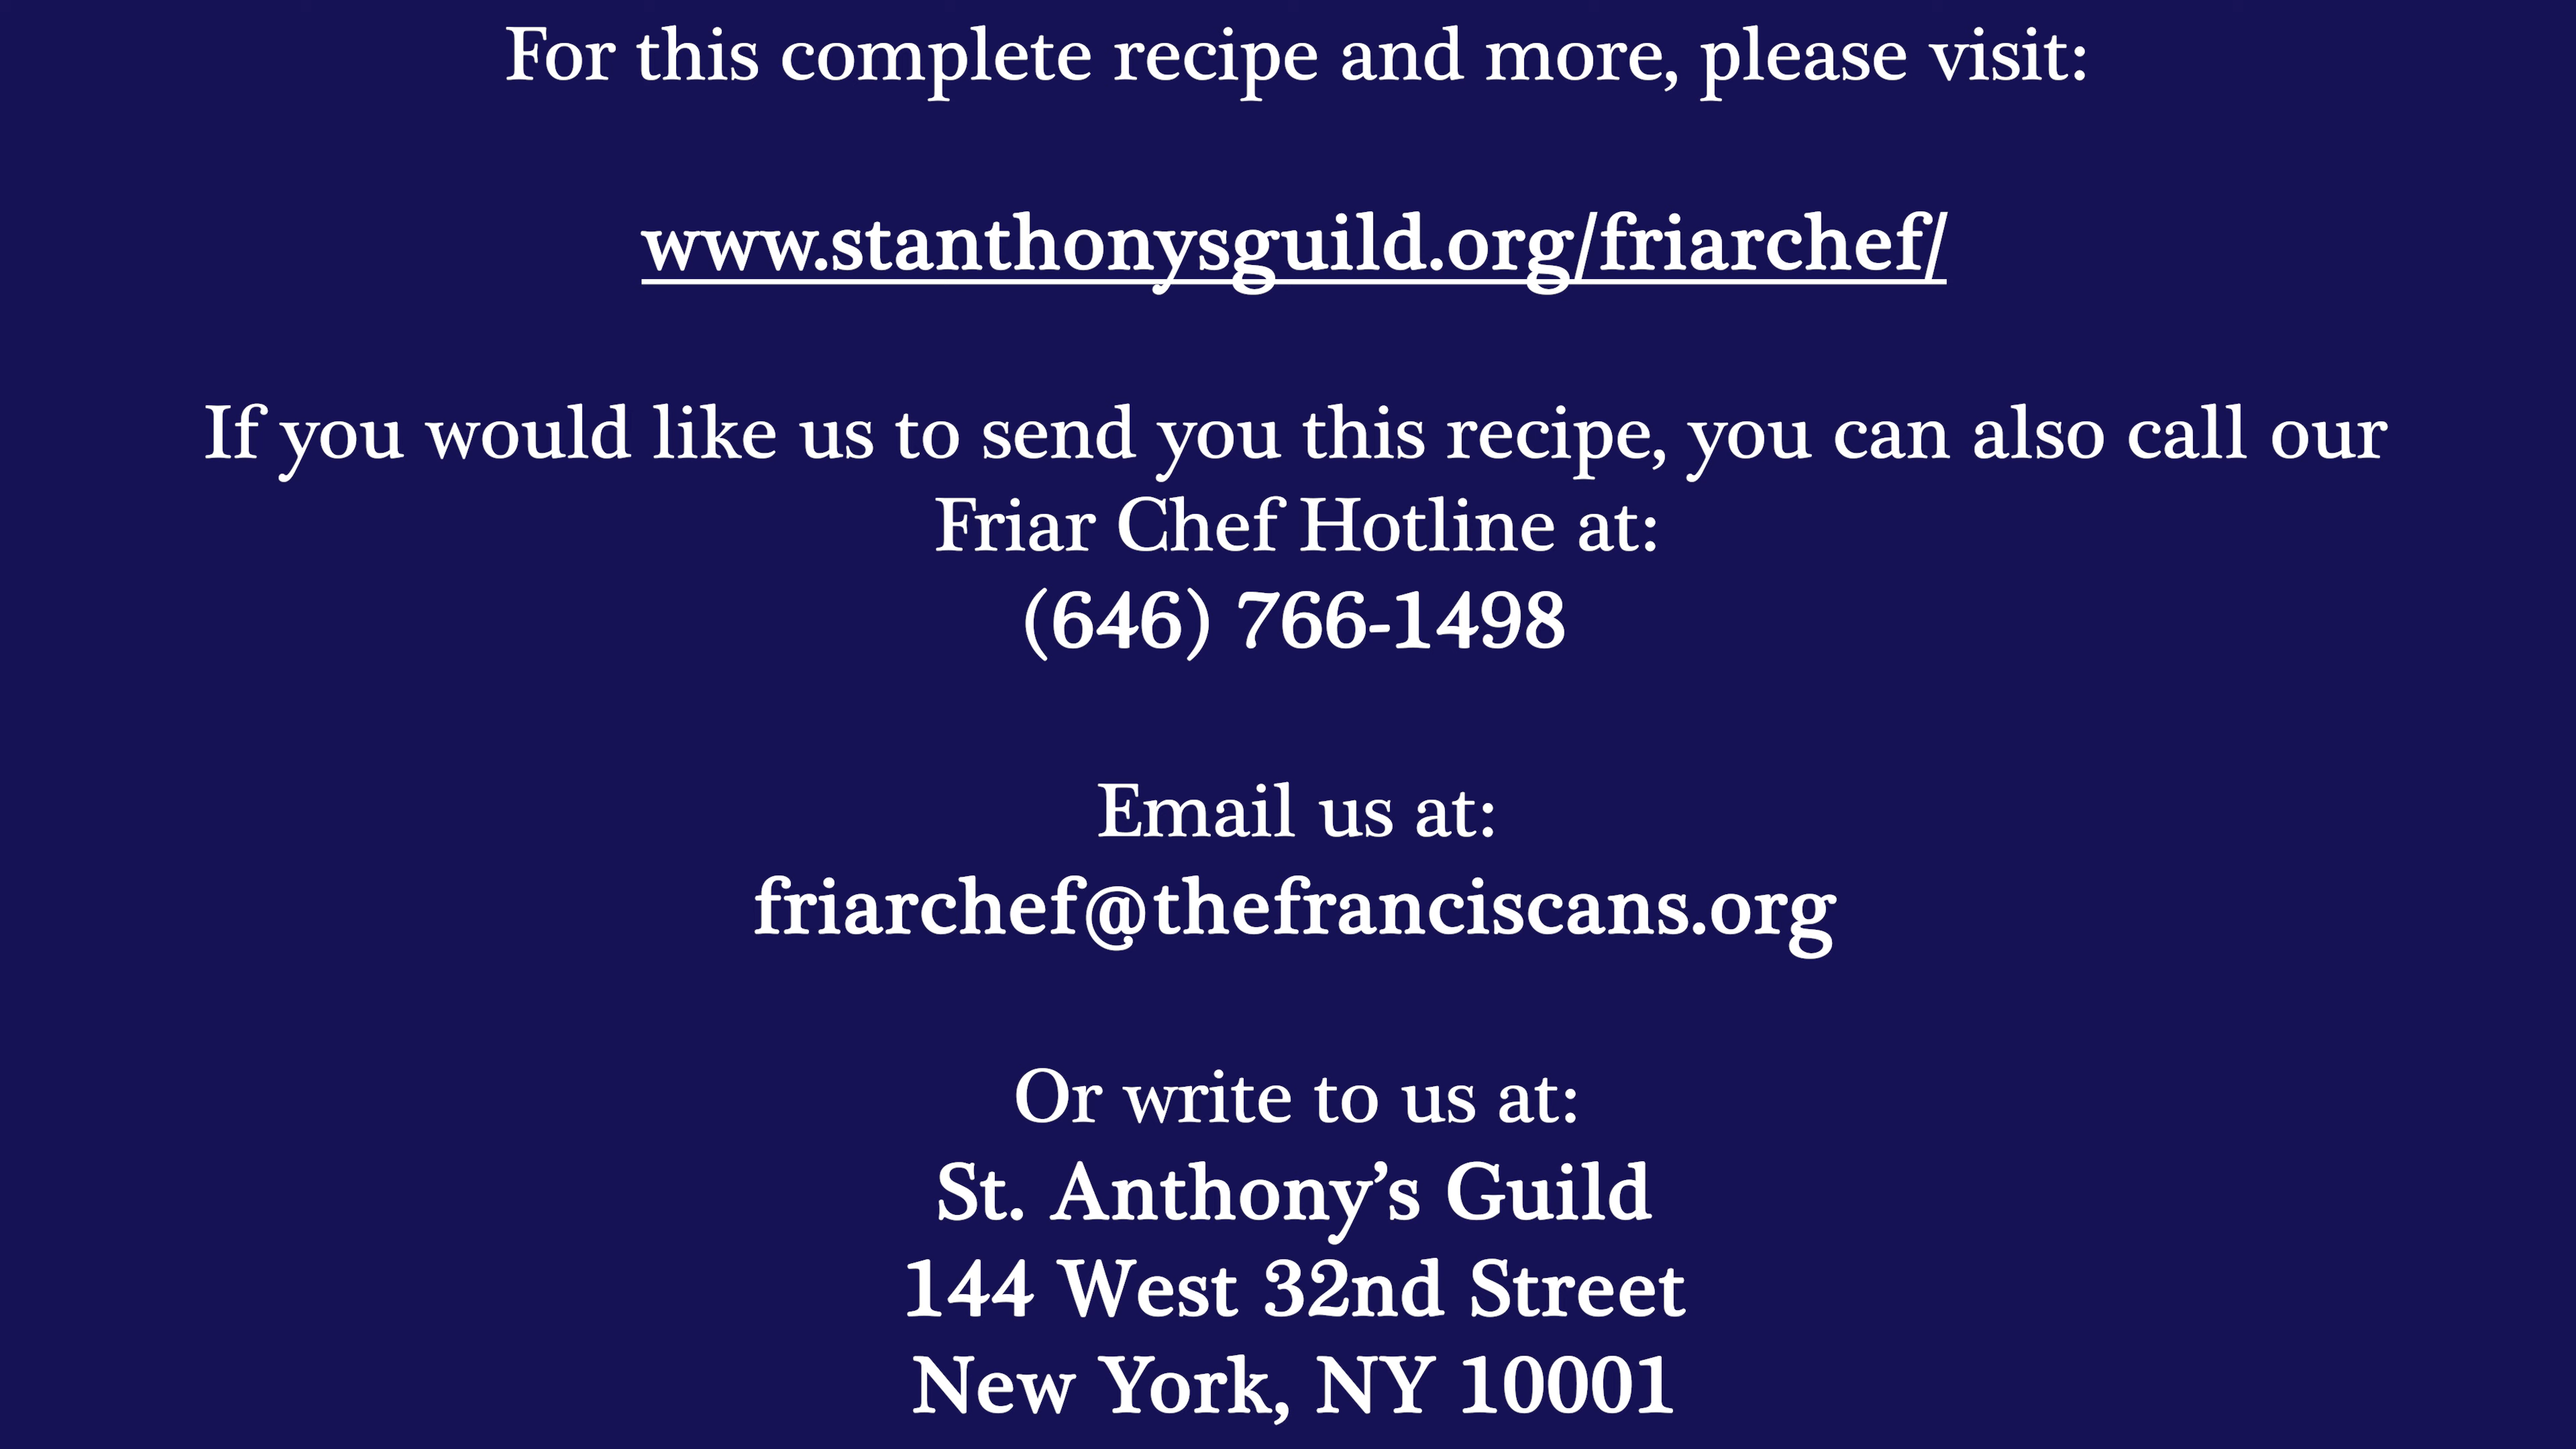 For this complete recipe and more, please visit:
www.stanthonysguild.org/friarchef/
If you would like us to send you this recipe, you can also call our
Friar Chef Hotline at:
(646) 766-1498
Email us at:
friarchef@thefranciscans.org
Or write to us at:
St. Anthony’s Guild
144 West 32nd Street
New York, NY 10001